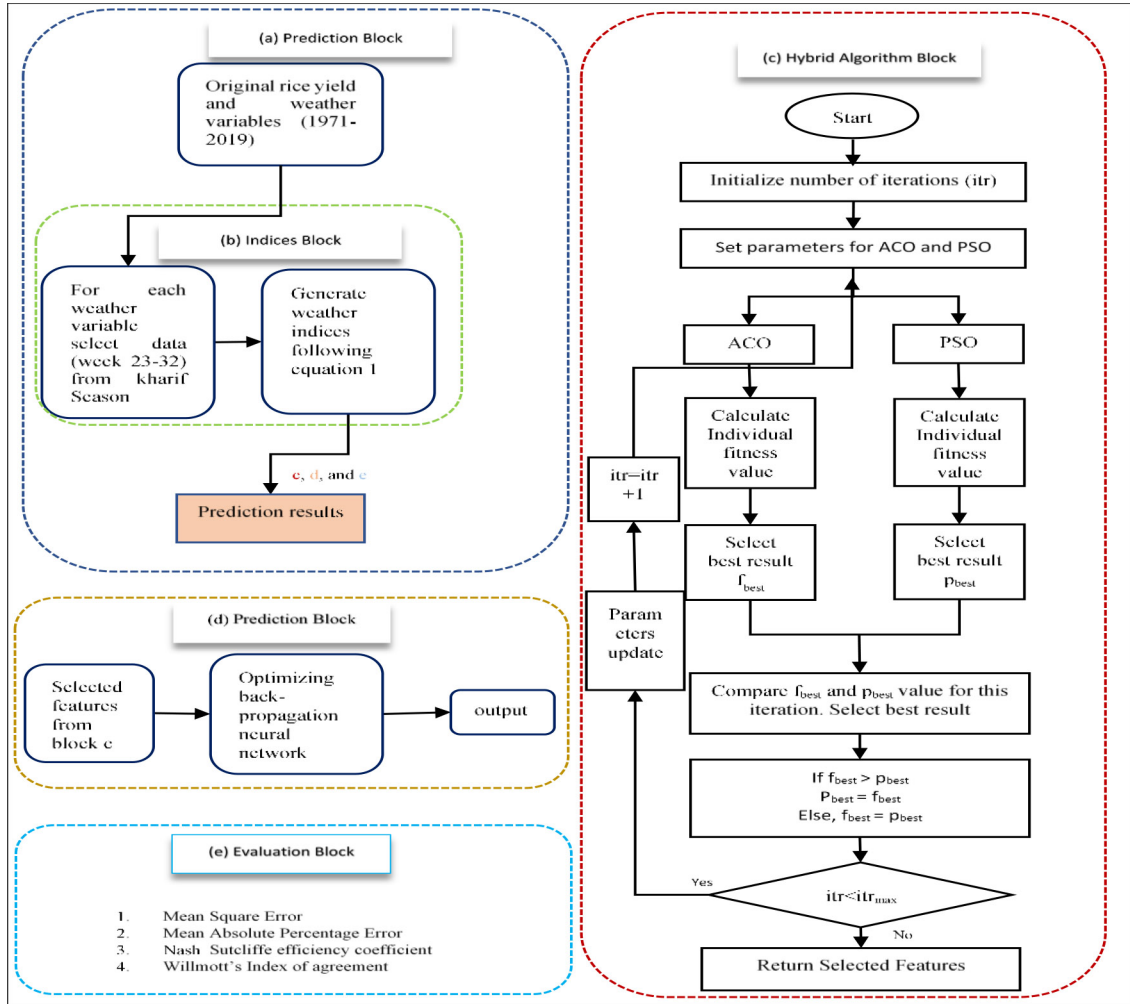 (a) Prediction Block
Original rice yield
and weather
variables (1971-
2019)
(b) Indices Block
For each
weather
variable
select data
(week 23-32)
from kharif
Season
Generate
weather
indices
following
equation 1
c, d, and e
Prediction results
(d) Prediction Block
Selected
features
from
block c
Optimizing
back-
propagation
neural
network
output
(e) Evaluation Block
1. Mean Square Error
2. Mean Absolute Percentage Error
3. Nash Sutcliffe efficiency coefficient
4. Willmott's Index of agreement
(c) Hybrid Algorithm Block
Start
Initialize number of iterations (itr)
Set parameters for ACO and PSO
ACO
PSO
Calculate
Individual
fitness
value
Calculate
Individual
fitness
value
itr=itr
+1
Select
best result
fbest
Select
best result
pbest
Param
eters
update
Compare fbest and pbest value for this
iteration. Select best result
If fbest > pbest
Pbest = fbest
Else, fbest = pbest
Yes
itr<itrmax
No
Return Selected Features